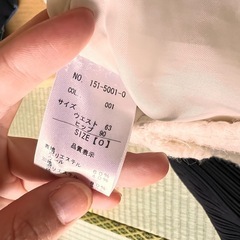 NO 151-5001-0
COL 001
サイズ
ウェスト 63
ヒップ 90
SIZE【0】
品質表示